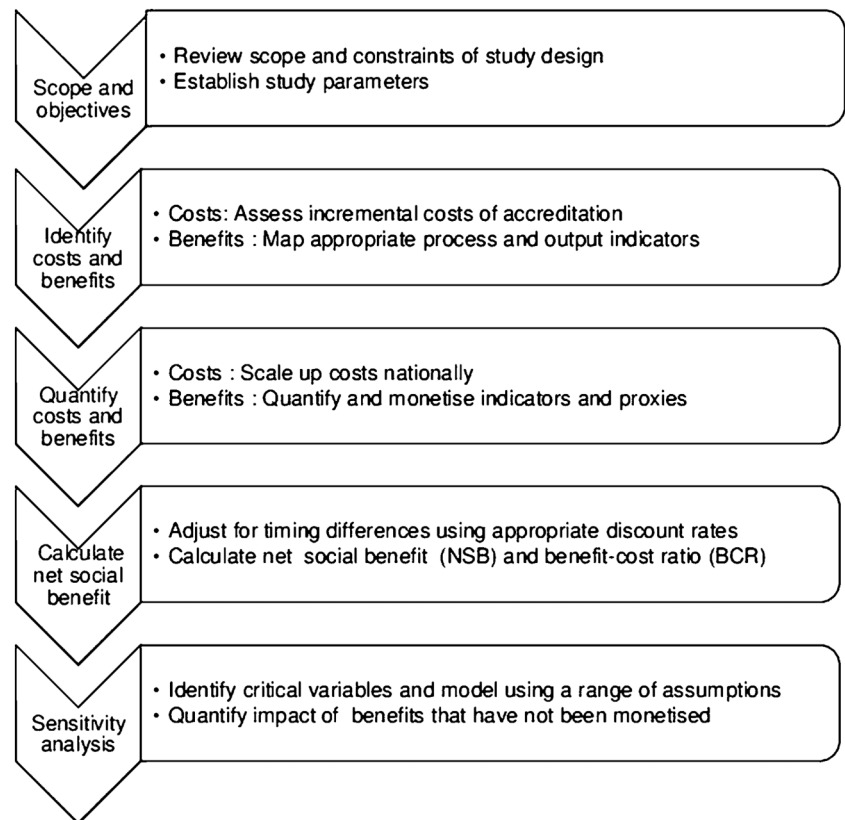 Scope and
objectives
• Review scope and constraints of study design
• Establish study parameters
Identify
costs and
benefits
• Costs: Assess incremental costs of accreditation
• Benefits : Map appropriate process and output indicators
Quantify
costs and
benefits
• Costs : Scale up costs nationally
• Benefits : Quantify and monetise indicators and proxies
Calculate
net social
benefit
• Adjust for timing differences using appropriate discount rates
• Calculate net social benefit (NSB) and benefit-cost ratio (BCR)
Sensitivity
analysis
• Identify critical variables and model using a range of assumptions
• Quantify impact of benefits that have not been monetised